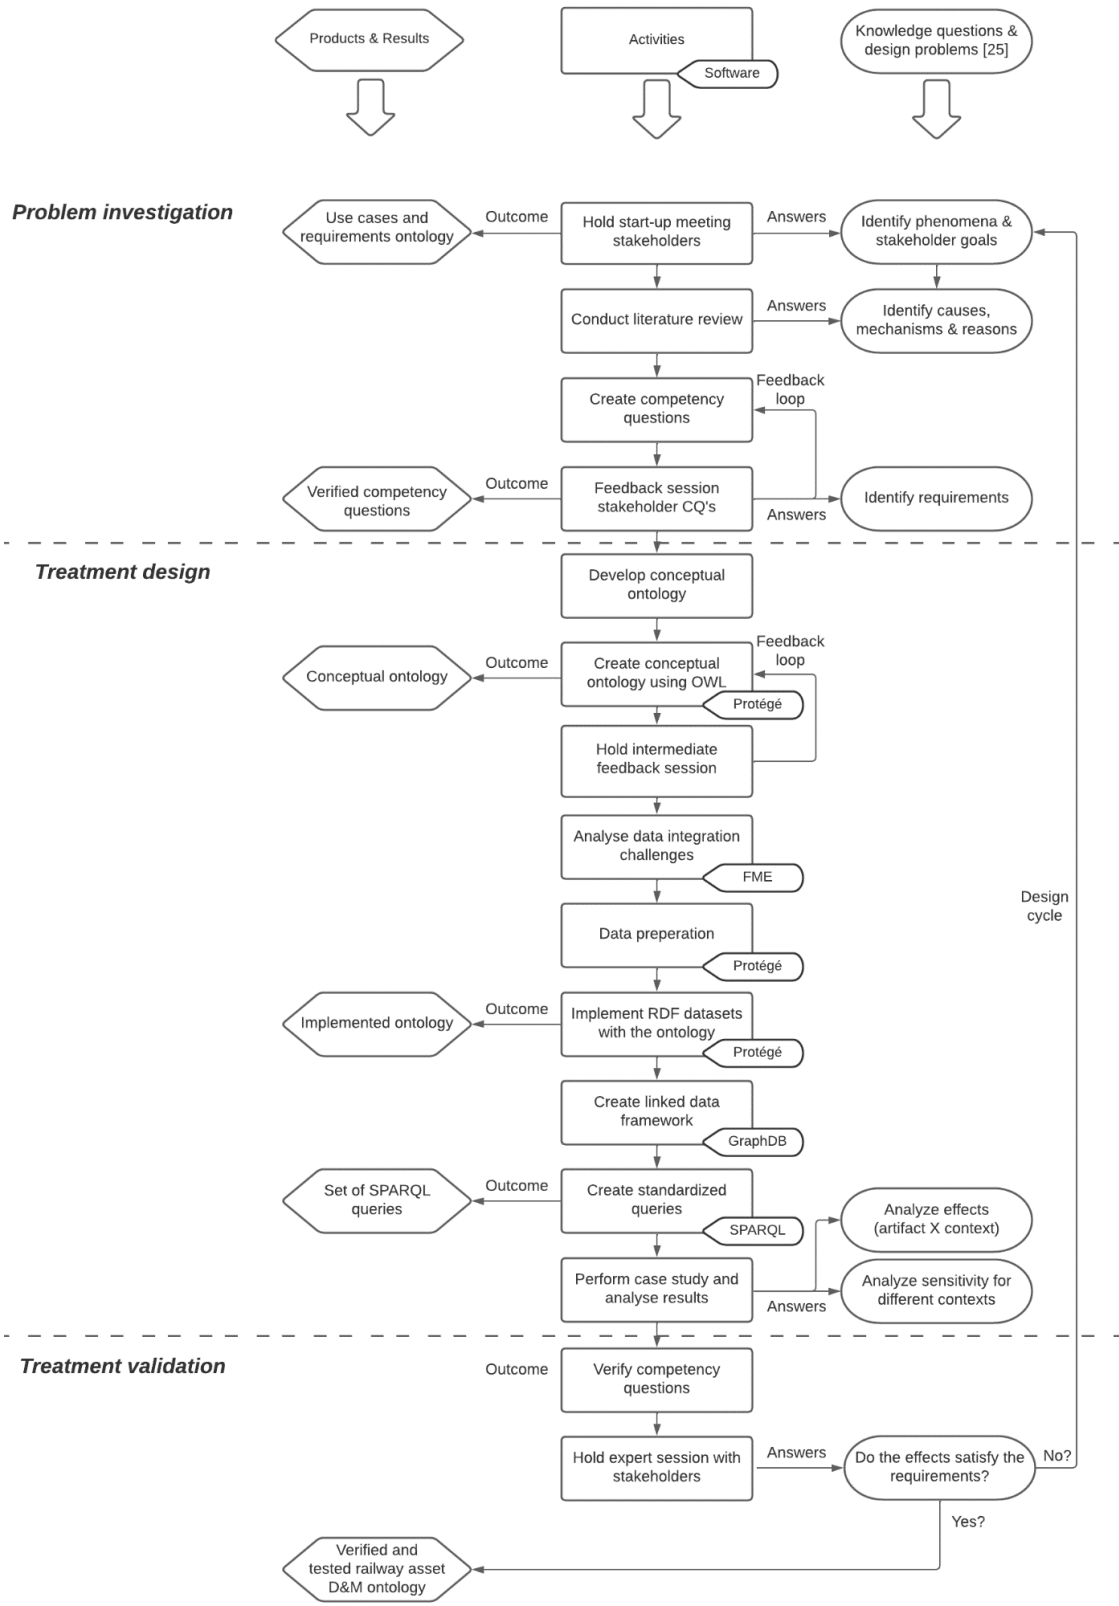 Products & Results
Activities
Software
Knowledge questions &
design problems [25]
Problem investigation
Use cases and
requirements ontology
Outcome
Hold start-up meeting
stakeholders
Answers
Identify phenomena &
stakeholder goals
Conduct literature review
Answers
Identify causes,
mechanisms & reasons
Create competency
questions
Feedback
loop
Verified competency
questions
Outcome
Feedback session
stakeholder CQ's
Answers
Identify requirements
Treatment design
Develop conceptual
ontology
Conceptual ontology
Outcome
Create conceptual
ontology using OWL
Protégé
Feedback
loop
Hold intermediate
feedback session
Analyse data integration
challenges
FME
Design
cycle
Data preperation
Protégé
Implemented ontology
Outcome
Implement RDF datasets
with the ontology
Protégé
Create linked data
framework
GraphDB
Set of SPARQL
queries
Outcome
Create standardized
queries
SPARQL
Analyze effects
(artifact X context)
Perform case study and
analyse results
Answers
Analyze sensitivity for
different contexts
Treatment validation
Outcome
Verify competency
questions
Hold expert session with
stakeholders
Answers
Do the effects satisfy the
requirements?
No?
Yes?
Verified and
tested railway asset
D&M ontology